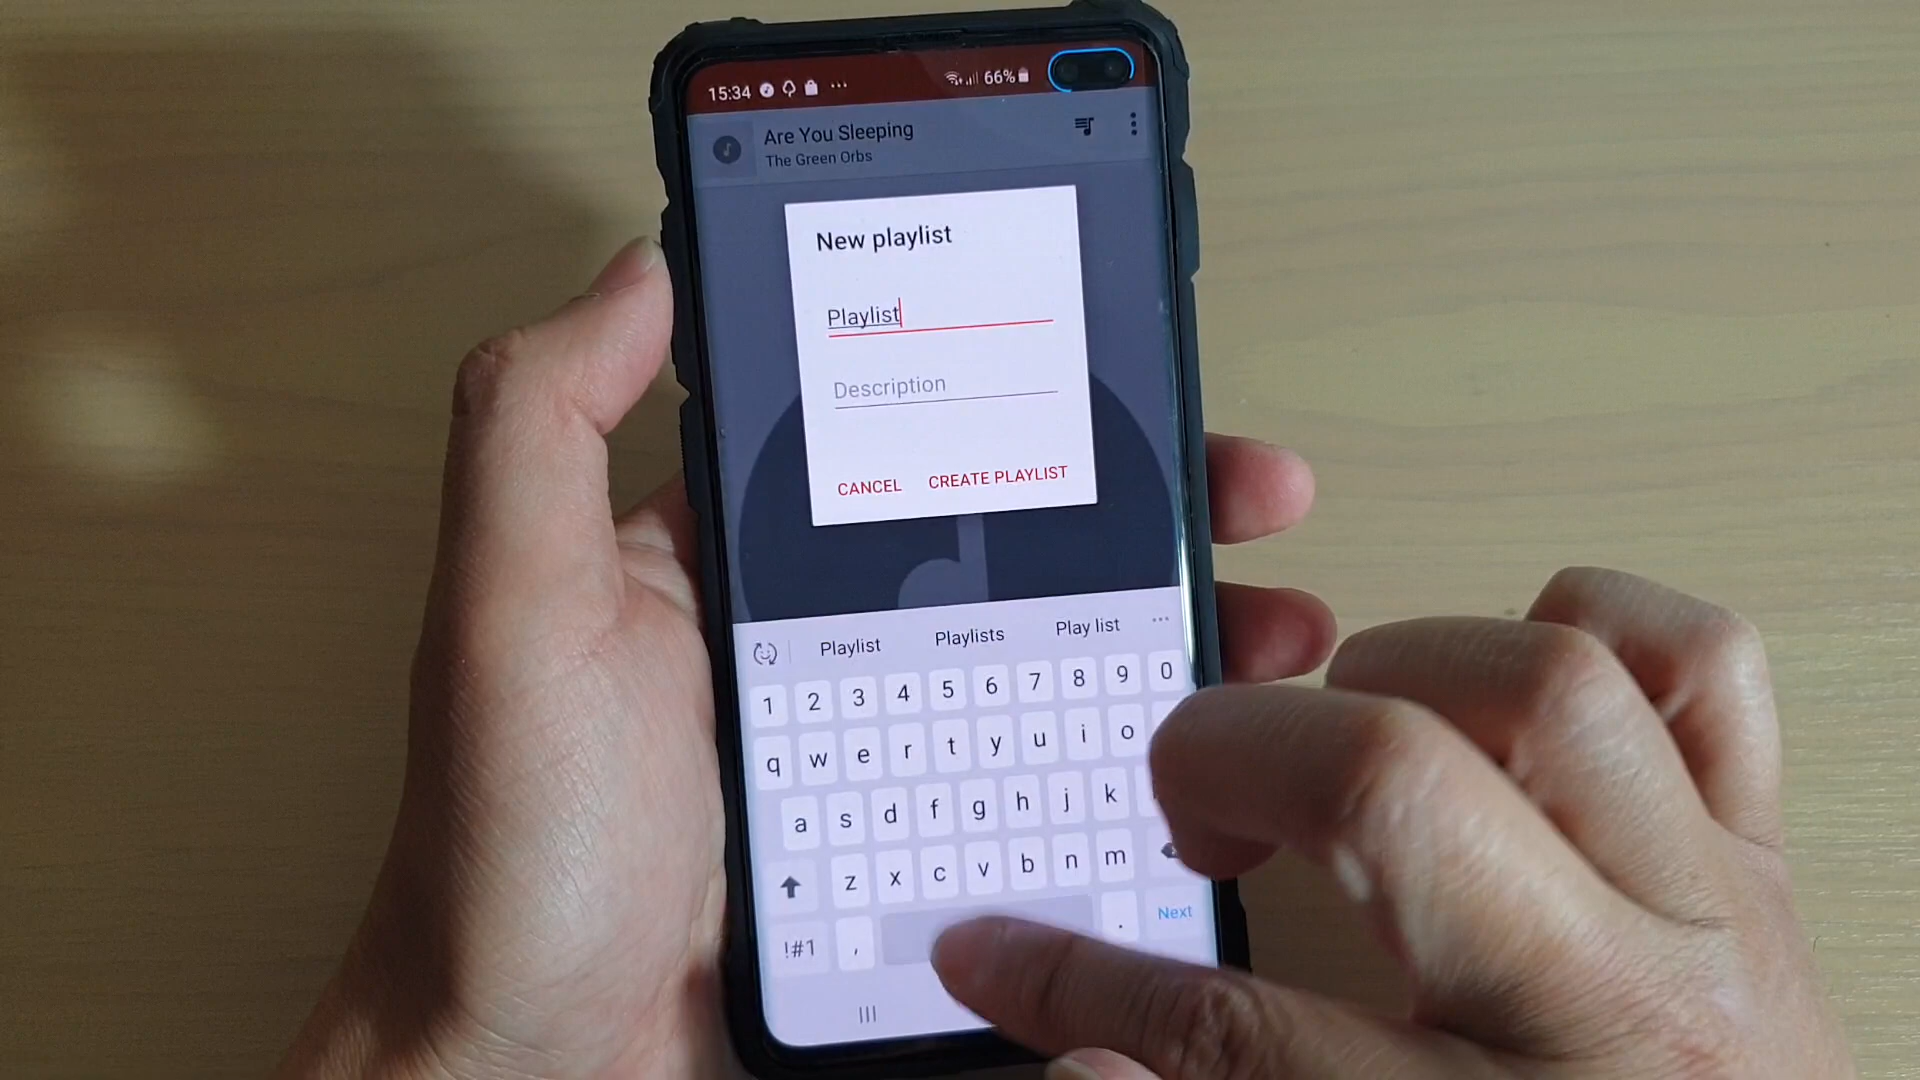 15:34 66%
Are You Sleeping
The Green Orbs
New playlist
Playlist
Description
CANCEL CREATE PLAYLIST
Playlist Playlists Play list
1 2 3 4 5 6 7 8 9 0
q w e r t y u i o
a s d f g h j k
z x c v b n m
!#1 , . Next